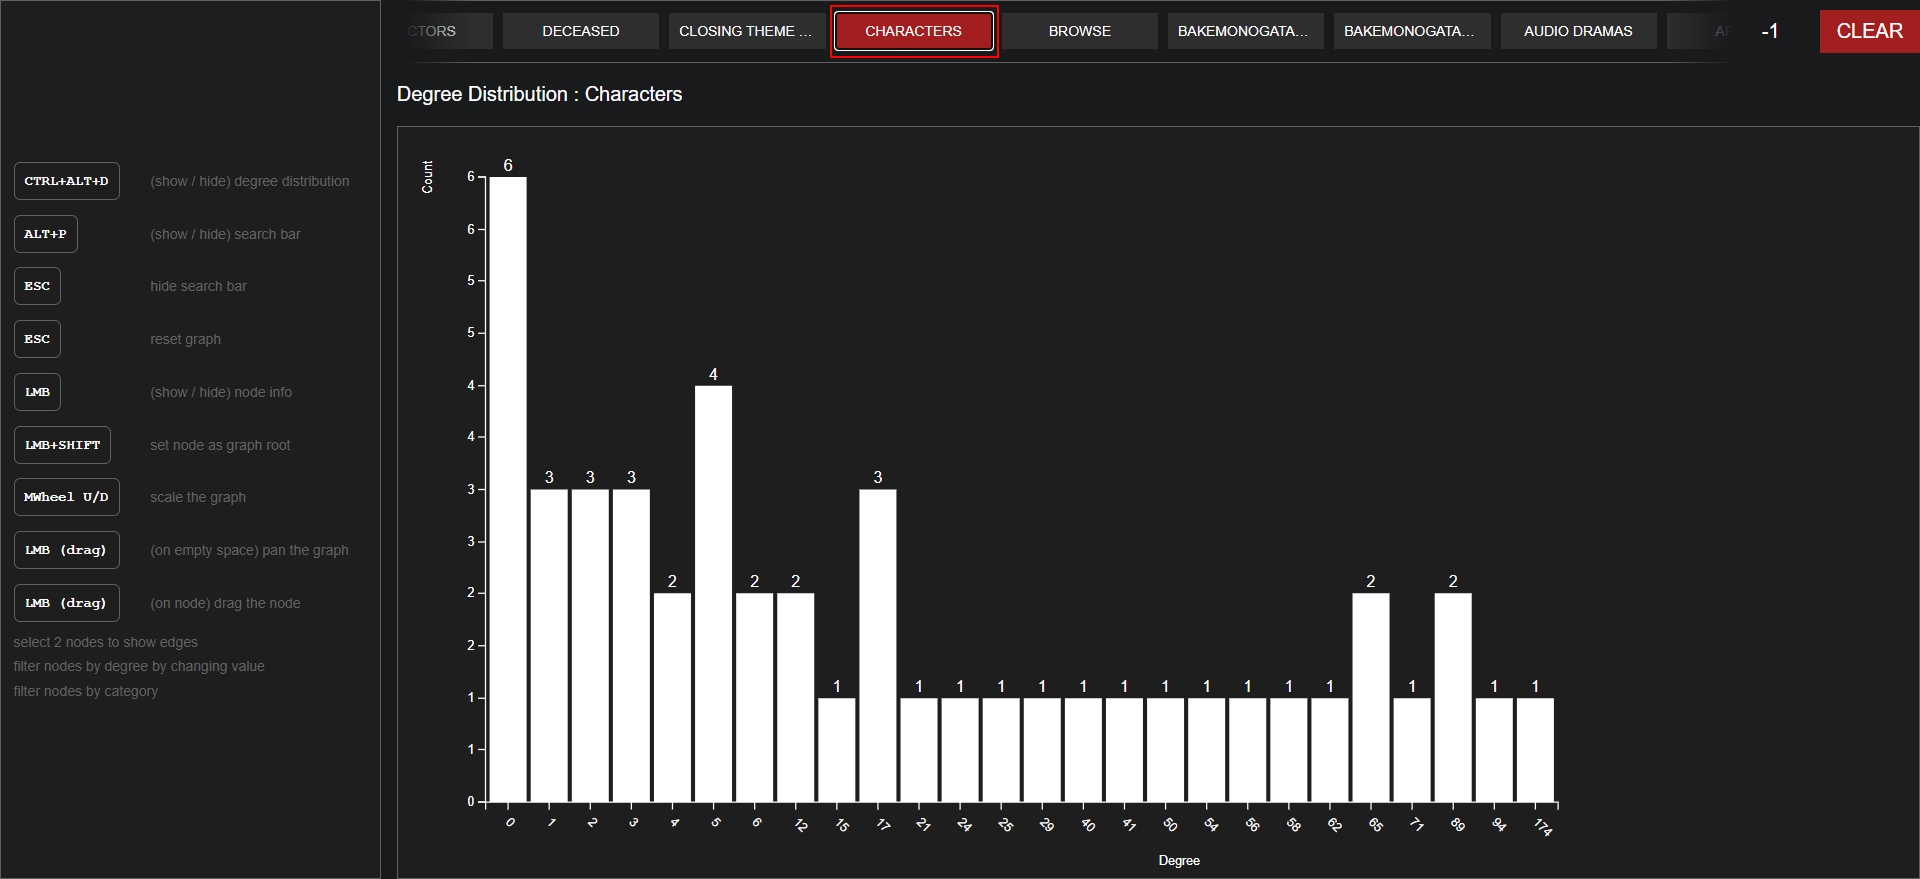 CTORS
DECEASED
CLOSING THEME ...
CHARACTERS
BROWSE
BAKEMONOGATA...
BAKEMONOGATA...
AUDIO DRAMAS
-1
CLEAR
Degree Distribution : Characters
CTRL+ALT+D (show / hide) degree distribution
ALT+P (show / hide) search bar
ESC hide search bar
ESC reset graph
LMB (show / hide) node info
LMB+SHIFT set node as graph root
MWheel U/D scale the graph
LMB (drag) (on empty space) pan the graph
LMB (drag) (on node) drag the node
select 2 nodes to show edges
filter nodes by degree by changing value
filter nodes by category
Count
6
6
5
5
4
4
3
3
2
2
1
1
0
6
3
3
3
2
4
2
2
1
3
1
1
1
1
1
1
1
1
1
1
1
2
1
2
1
1
0
1
2
3
4
5
6
12
15
17
21
24
25
29
40
41
50
54
56
58
62
65
71
89
94
174
Degree